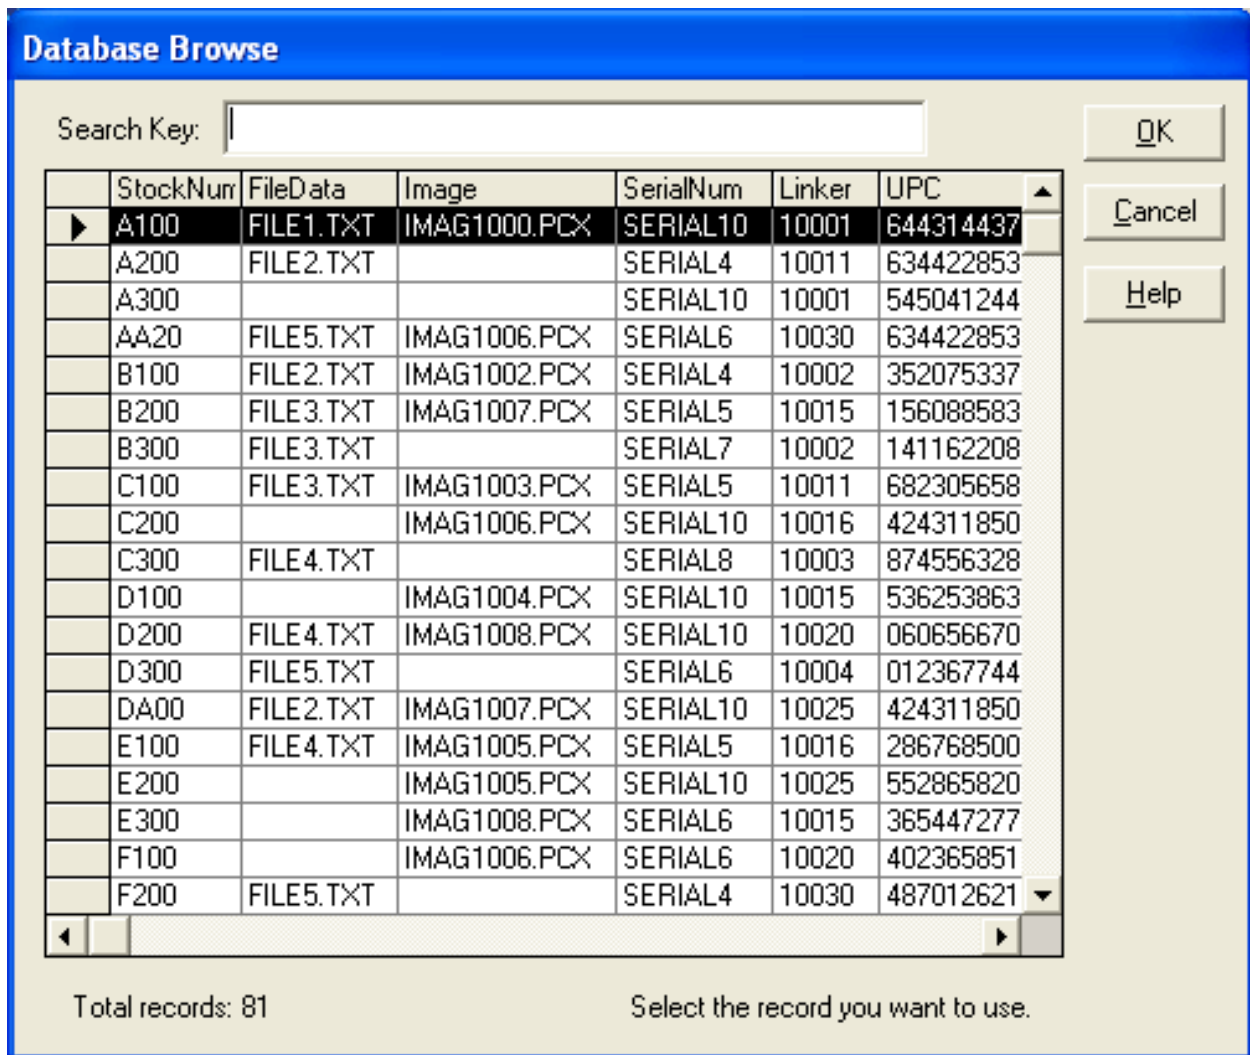 Database Browse
Search Key:
OK
Cancel
Help
StockNum FileData Image SerialNum Linker UPC
A100 FILE1.TXT IMAG1000.PCX SERIAL10 10001 644314437
A200 FILE2.TXT SERIAL4 10011 634422853
A300 SERIAL10 10001 545041244
AA20 FILE5.TXT IMAG1006.PCX SERIAL6 10030 634422853
B100 FILE2.TXT IMAG1002.PCX SERIAL4 10002 352075337
B200 FILE3.TXT IMAG1007.PCX SERIAL5 10015 156088583
B300 FILE3.TXT SERIAL7 10002 141162208
C100 FILE3.TXT IMAG1003.PCX SERIAL5 10011 682305658
C200 IMAG1006.PCX SERIAL10 10016 424311850
C300 FILE4.TXT SERIAL8 10003 874556328
D100 IMAG1004.PCX SERIAL10 10015 536253863
D200 FILE4.TXT IMAG1008.PCX SERIAL10 10020 060656670
D300 FILE5.TXT SERIAL6 10004 012367744
DA00 FILE2.TXT IMAG1007.PCX SERIAL10 10025 424311850
E100 FILE4.TXT IMAG1005.PCX SERIAL5 10016 286768500
E200 IMAG1005.PCX SERIAL10 10025 552865820
E300 IMAG1008.PCX SERIAL6 10015 365447277
F100 IMAG1006.PCX SERIAL6 10020 402365851
F200 FILE5.TXT SERIAL4 10030 487012621
Total records: 81
Select the record you want to use.